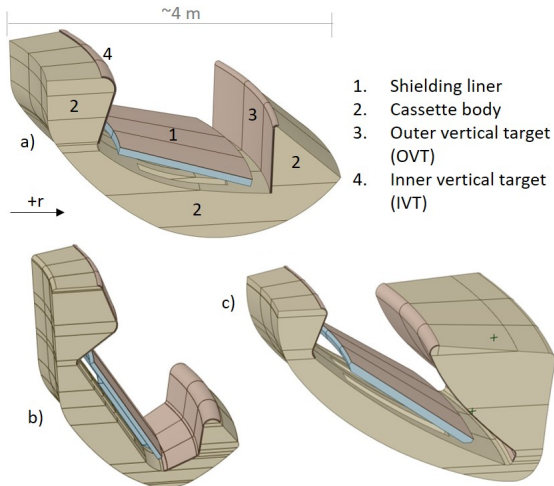 ~4 m
4
2
1
3
2
2
a)
+r
1. Shielding liner
2. Cassette body
3. Outer vertical target
(OVT)
4. Inner vertical target
(IVT)
b)
c)